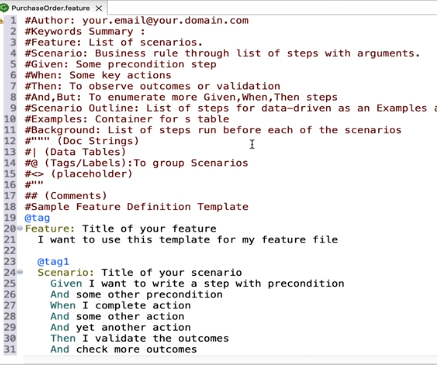 PurchaseOrder.feature
1 #Author: your.email@your.domain.com
2 #Keywords Summary :
3 #Feature: List of scenarios.
4 #Scenario: Business rule through list of steps with arguments.
5 #Given: Some precondition step
6 #When: Some key actions
7 #Then: To observe outcomes or validation
8 #And,But: To enumerate more Given,When,Then steps
9 #Scenario Outline: List of steps for data-driven as an Examples a
10 #Examples: Container for s table
11 #Background: List of steps run before each of the scenarios
12 #""" (Doc Strings)
13 #| (Data Tables)
14 #@ (Tags/Labels):To group Scenarios
15 #<> (placeholder)
16 #""
17 ## (Comments)
18 #Sample Feature Definition Template
19 @tag
20 Feature: Title of your feature
21 I want to use this template for my feature file
22
23 @tag1
24 Scenario: Title of your scenario
25 Given I want to write a step with precondition
26 And some other precondition
27 When I complete action
28 And some other action
29 And yet another action
30 Then I validate the outcomes
31 And check more outcomes